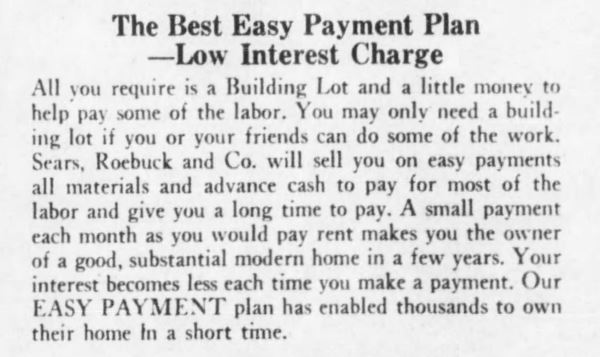 The Best Easy Payment Plan
—Low Interest Charge
All you require is a Building Lot and a little money to
help pay some of the labor. You may only need a build-
ing lot if you or your friends can do some of the work.
Sears, Roebuck and Co. will sell you on easy payments
all materials and advance cash to pay for most of the
labor and give you a long time to pay. A small payment
each month as you would pay rent makes you the owner
of a good, substantial modern home in a few years. Your
interest becomes less each time you make a payment. Our
EASY PAYMENT plan has enabled thousands to own
their home In a short time.